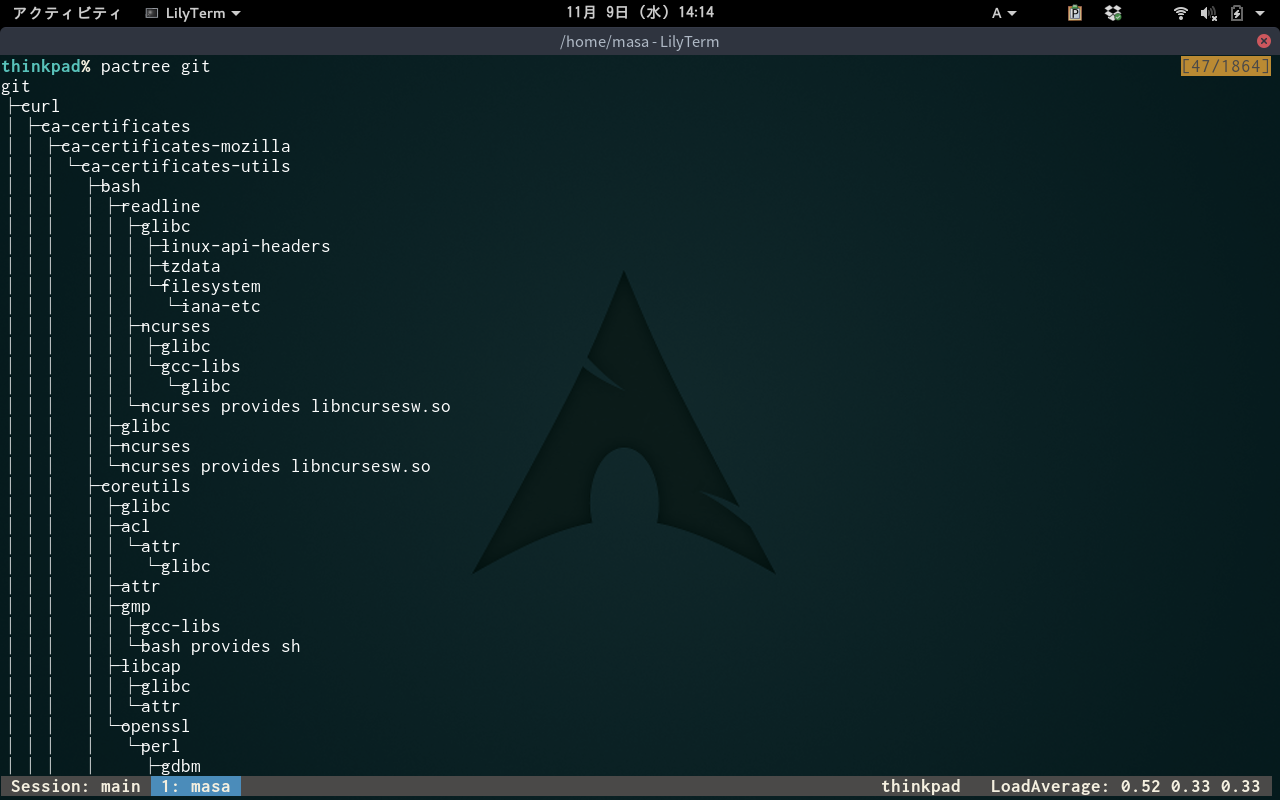 アクティビティ LilyTerm 11月 9日 (水) 14:14 A
/home/masa - LilyTerm
thinkpad% pactree git [47/1864]
git
├─curl
│ ├─ca-certificates
│ │ ├─ca-certificates-mozilla
│ │ │ └─ca-certificates-utils
│ │ │   ├─bash
│ │ │   │ ├─readline
│ │ │   │ │ ├─glibc
│ │ │   │ │ │ ├─linux-api-headers
│ │ │   │ │ │ ├─tzdata
│ │ │   │ │ │ └─filesystem
│ │ │   │ │ │   └─iana-etc
│ │ │   │ │ ├─ncurses
│ │ │   │ │ │ ├─glibc
│ │ │   │ │ │ └─gcc-libs
│ │ │   │ │ │   └─glibc
│ │ │   │ │ └─ncurses provides libncursesw.so
│ │ │   │ ├─glibc
│ │ │   │ ├─ncurses
│ │ │   │ └─ncurses provides libncursesw.so
│ │ │   ├─coreutils
│ │ │   │ ├─glibc
│ │ │   │ ├─acl
│ │ │   │ │ └─attr
│ │ │   │ │   └─glibc
│ │ │   │ ├─attr
│ │ │   │ ├─gmp
│ │ │   │ │ ├─gcc-libs
│ │ │   │ │ └─bash provides sh
│ │ │   │ ├─libcap
│ │ │   │ │ ├─glibc
│ │ │   │ │ └─attr
│ │ │   │ └─openssl
│ │ │   │   └─perl
│ │ │   │     ├─gdbm
Session: main 1: masa thinkpad LoadAverage: 0.52 0.33 0.33